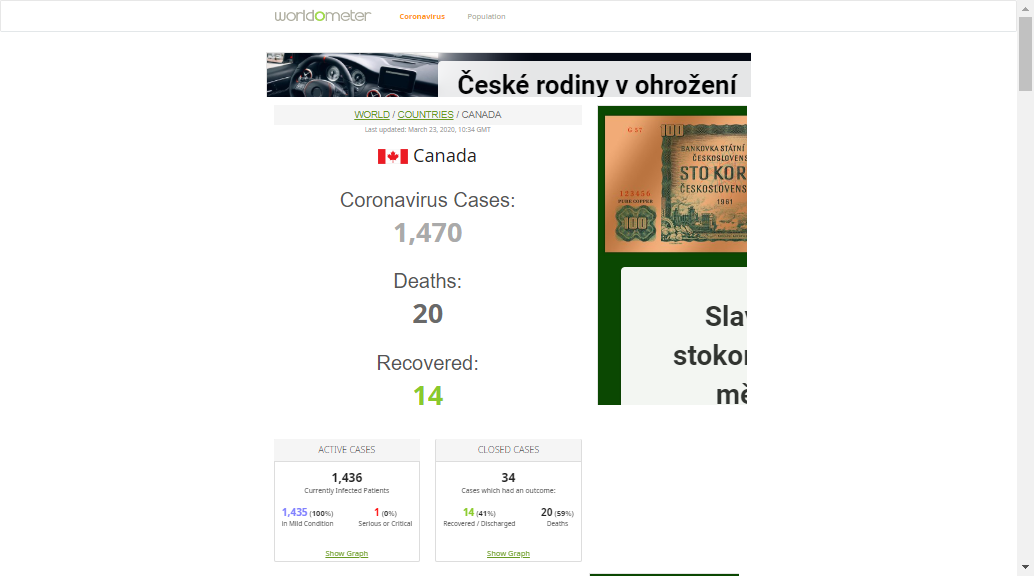 worldometer
Coronavirus
Population
České rodiny v ohrožení
WORLD / COUNTRIES / CANADA
Last updated: March 23, 2020, 10:34 GMT
Canada
Coronavirus Cases:
1,470
Deaths:
20
Recovered:
14
G 37
100
BANKOVKA STÁTNÍ
ČESKOSLOVENS
STO KOR
ČESKOSLOVENS
123456
PURE COPPER
1961
100
Slav
stokor
mě
ACTIVE CASES
1,436
Currently Infected Patients
1,435 (100%)
in Mild Condition
1 (0%)
Serious or Critical
Show Graph
CLOSED CASES
34
Cases which had an outcome:
14 (41%)
Recovered / Discharged
20 (59%)
Deaths
Show Graph